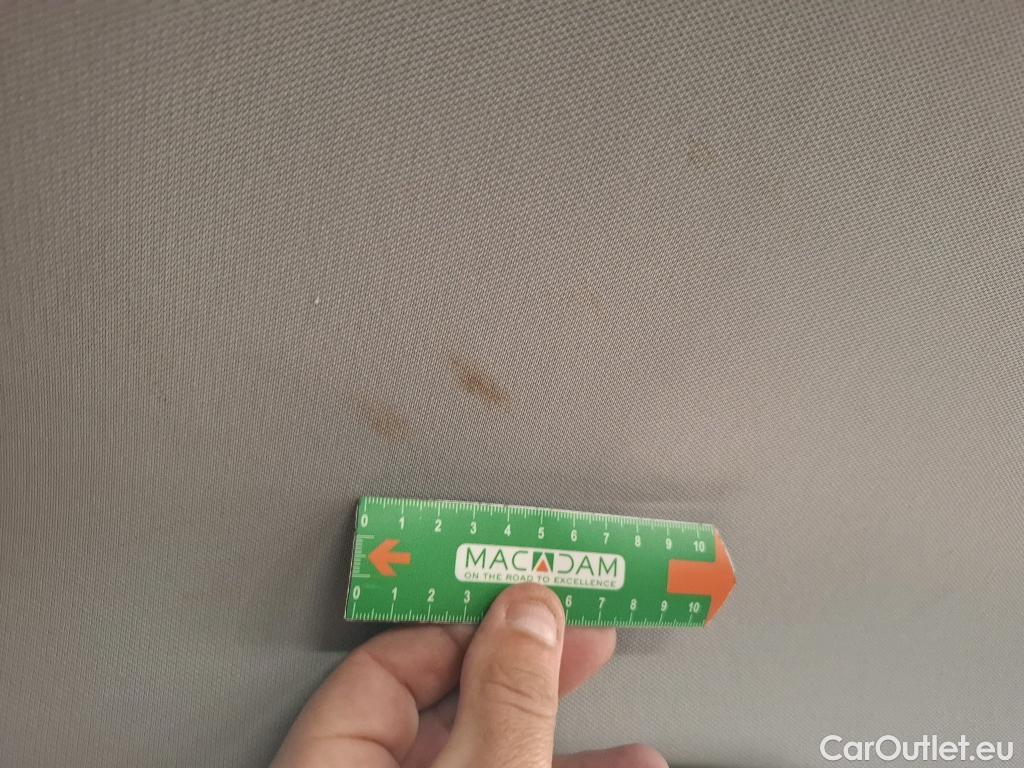 0 1 2 3 4 5 6 7 8 9 10
MACADAM
ON THE ROAD TO EXCELLENCE
0 1 2 3 6 7 8 9 10
CarOutlet.eu